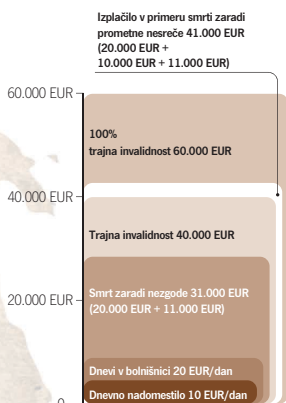 Izplačilo v primeru smrti zaradi
prometne nesreče 41.000 EUR
(20.000 EUR +
10.000 EUR + 11.000 EUR)
60.000 EUR
100%
trajna invalidnost 60.000 EUR
40.000 EUR
Trajna invalidnost 40.000 EUR
Smrt zaradi nezgode 31.000 EUR
20.000 EUR
(20.000 EUR + 11.000 EUR)
Dnevi v bolnišnici 20 EUR/dan
Dnevno nadomestilo 10 EUR/dan
0